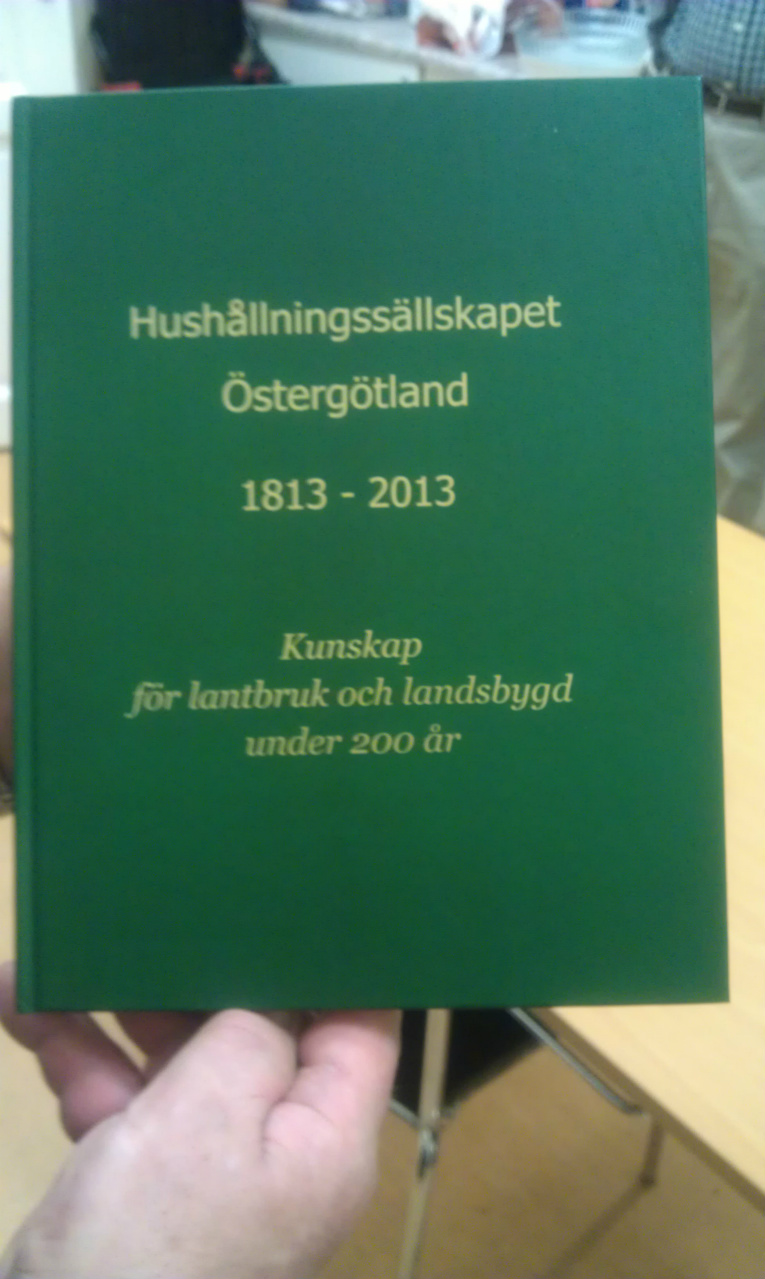 Hushållningssällskapet
Östergötland
1813 - 2013
Kunskap
för lantbruk och landsbygd
under 200 år